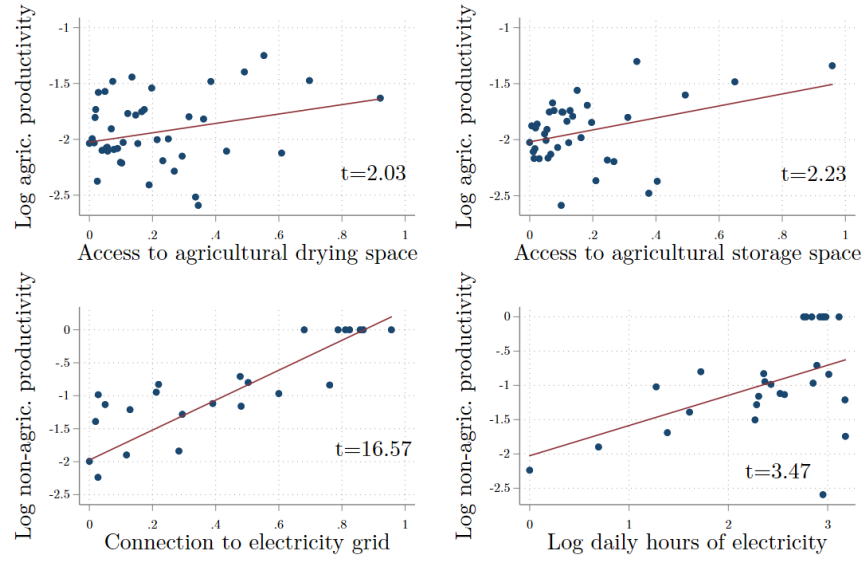 Log agric. productivity
-1
-1.5
-2
-2.5
t=2.03
0 .2 .4 .6 .8 1
Access to agricultural drying space
Log agric. productivity
-1
-1.5
-2
-2.5
t=2.23
0 .2 .4 .6 .8 1
Access to agricultural storage space
Log non-agric. productivity
0
-.5
-1
-1.5
-2
-2.5
t=16.57
0 .2 .4 .6 .8 1
Connection to electricity grid
Log non-agric. productivity
0
-.5
-1
-1.5
-2
-2.5
t=3.47
0 1 2 3
Log daily hours of electricity